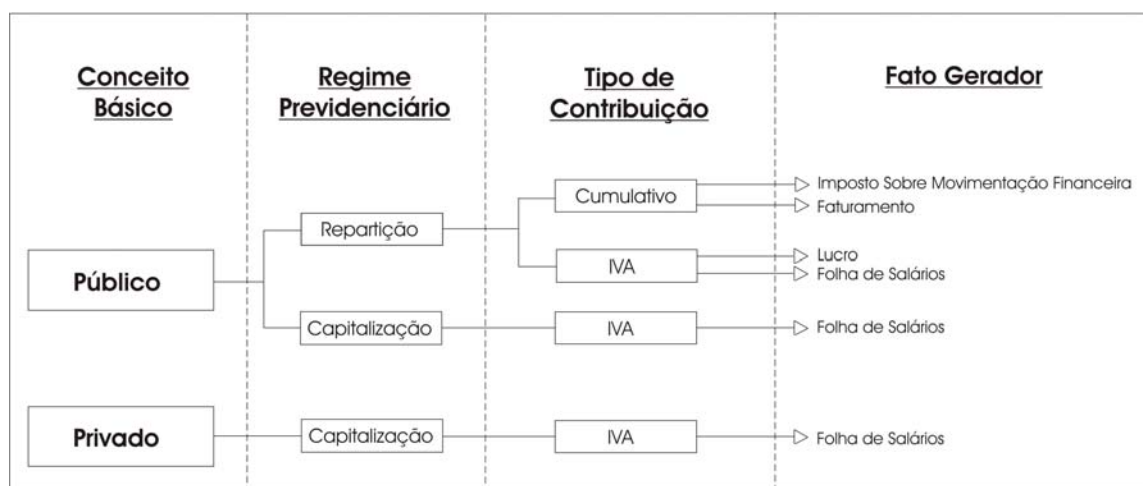 Conceito
Básico
Regime
Previdenciário
Tipo de
Contribuição
Fato Gerador
Público
Repartição
Cumulativo
Imposto Sobre Movimentação Financeira
Faturamento
IVA
Lucro
Folha de Salários
Capitalização
IVA
Folha de Salários
Privado
Capitalização
IVA
Folha de Salários